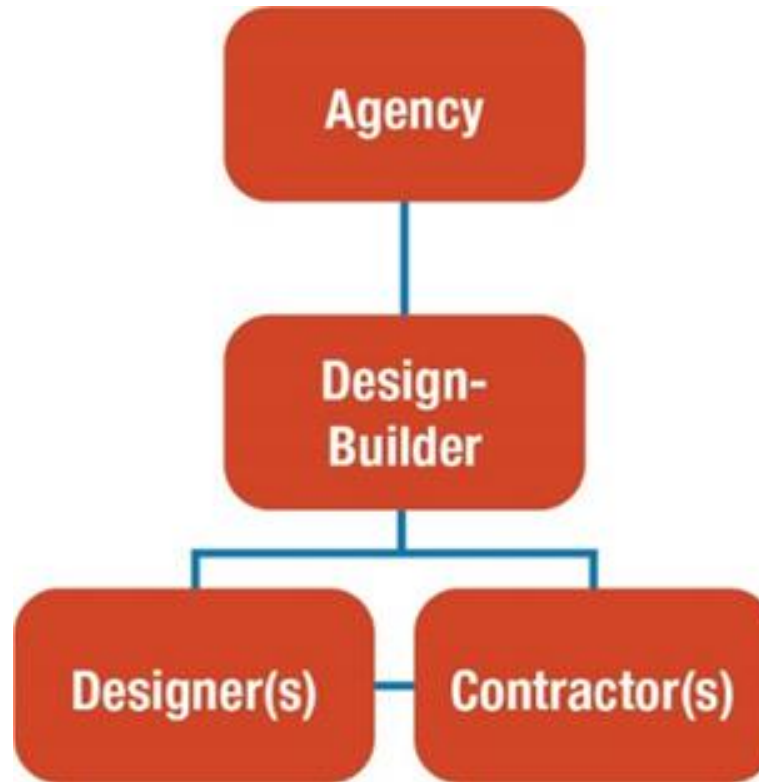 Agency
Design-
Builder
Designer(s)
Contractor(s)